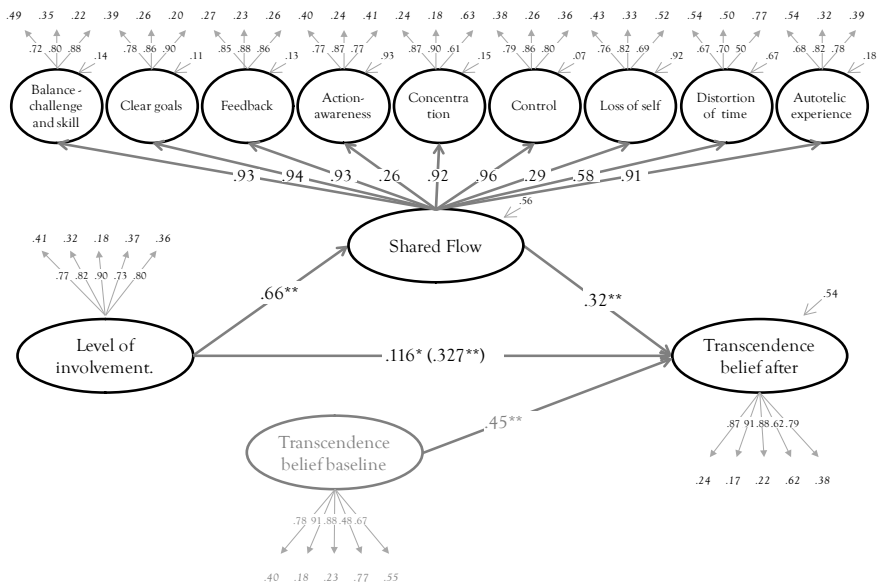 .49 .35 .22 .39 .26 .20 .27 .23 .26 .40 .24 .41 .24 .18 .63 .38 .26 .36 .43 .33 .52 .54 .50 .77 .54 .32 .39
.72 .80 .88 .14 .78 .86 .90 .11 .85 .88 .86 .13 .77 .87 .77 .93 .87 .90 .61 .15 .79 .86 .80 .07 .76 .82 .69 .92 .67 .70 50 .67 .68 .82 .78 .18
Balance -
challenge
and skill
Clear goals
Feedback
Action-
awareness
Concentra
tion
Control
Loss of self
Distortion
of time
Autotelic
experience
.93 .94 .93 .26 .92 .96 .29 .58 .91
.56
Shared Flow
.41 .32 .18 .37 .36
.77 .82 .90 .73 .80
.66**
.32**
.54
Level of
involvement.
.116* (.327**)
Transcendence
belief after
.45**
.87 91 .88 .62 .79
.24 .17 .22 .62 .38
Transcendence
belief baseline
.78 91 .88 .48 .67
.40 .18 .23 .77 .55